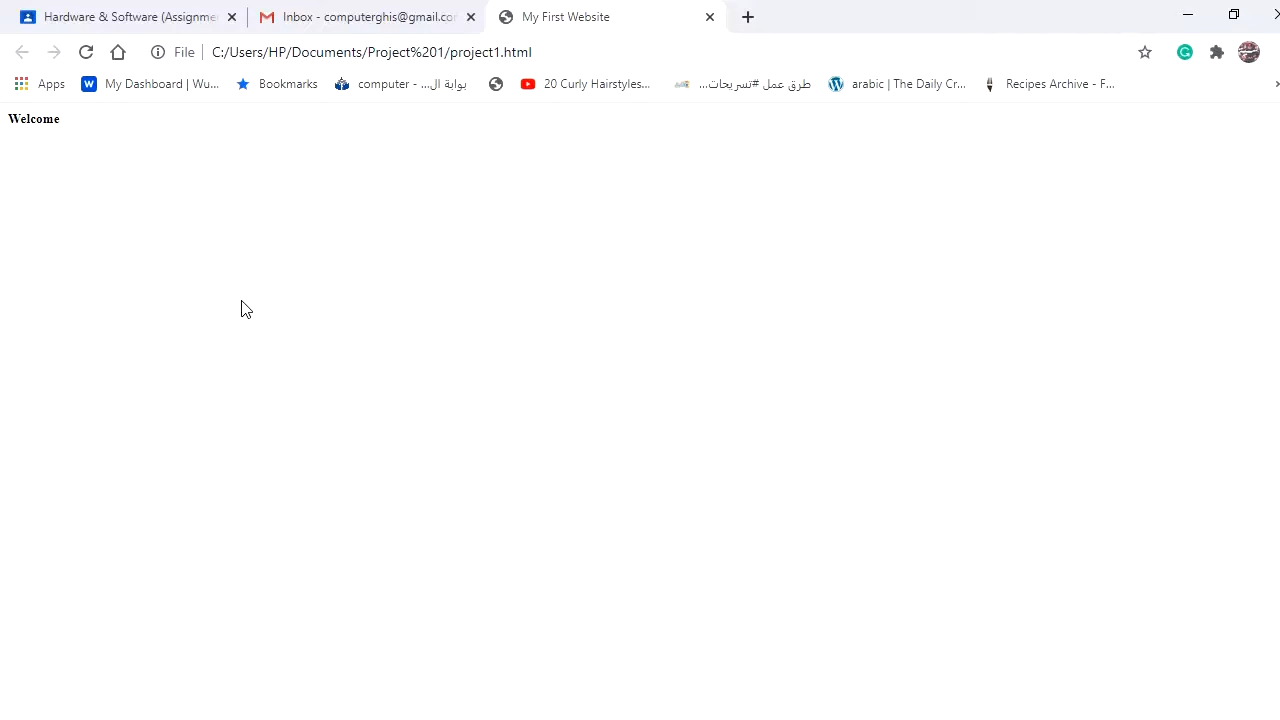 Hardware & Software (Assignme
Inbox - computerghis@gmail.co
My First Website
File
C:/Users/HP/Documents/Project%201/project1.html
Apps
My Dashboard | Wu...
Bookmarks
computer - ...بوابة ال
20 Curly Hairstyles...
طرق عمل #تسريحات...
arabic | The Daily Cr...
Recipes Archive - F...
Welcome